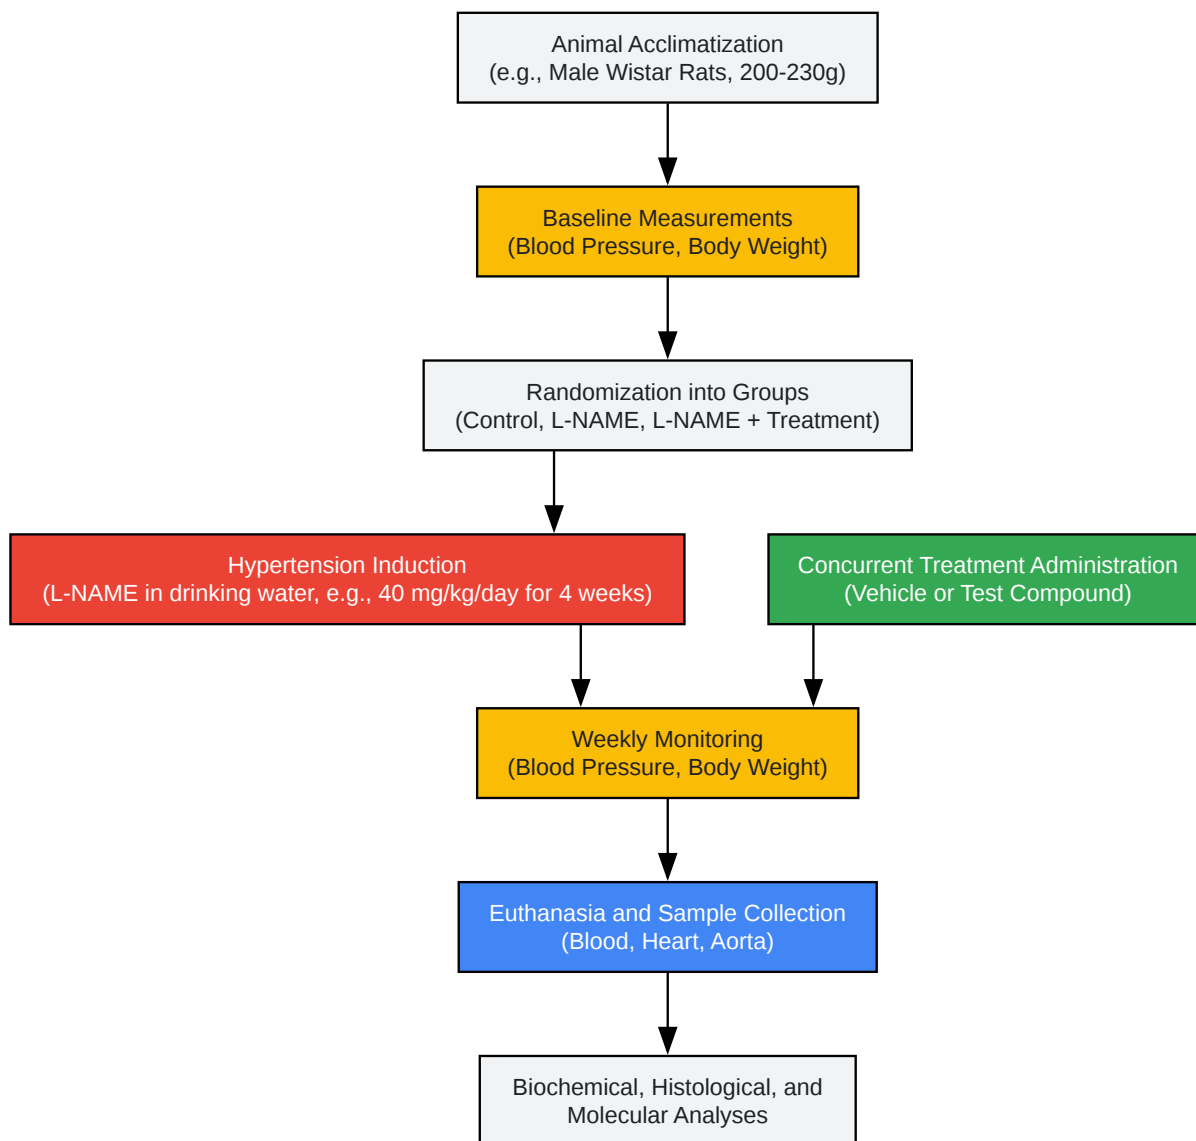 Animal Acclimatization
(e.g., Male Wistar Rats, 200-230g)
Baseline Measurements
(Blood Pressure, Body Weight)
Randomization into Groups
(Control, L-NAME, L-NAME + Treatment)
Hypertension Induction
(L-NAME in drinking water, e.g., 40 mg/kg/day for 4 weeks)
Concurrent Treatment Administration
(Vehicle or Test Compound)
Weekly Monitoring
(Blood Pressure, Body Weight)
Euthanasia and Sample Collection
(Blood, Heart, Aorta)
Biochemical, Histological, and
Molecular Analyses